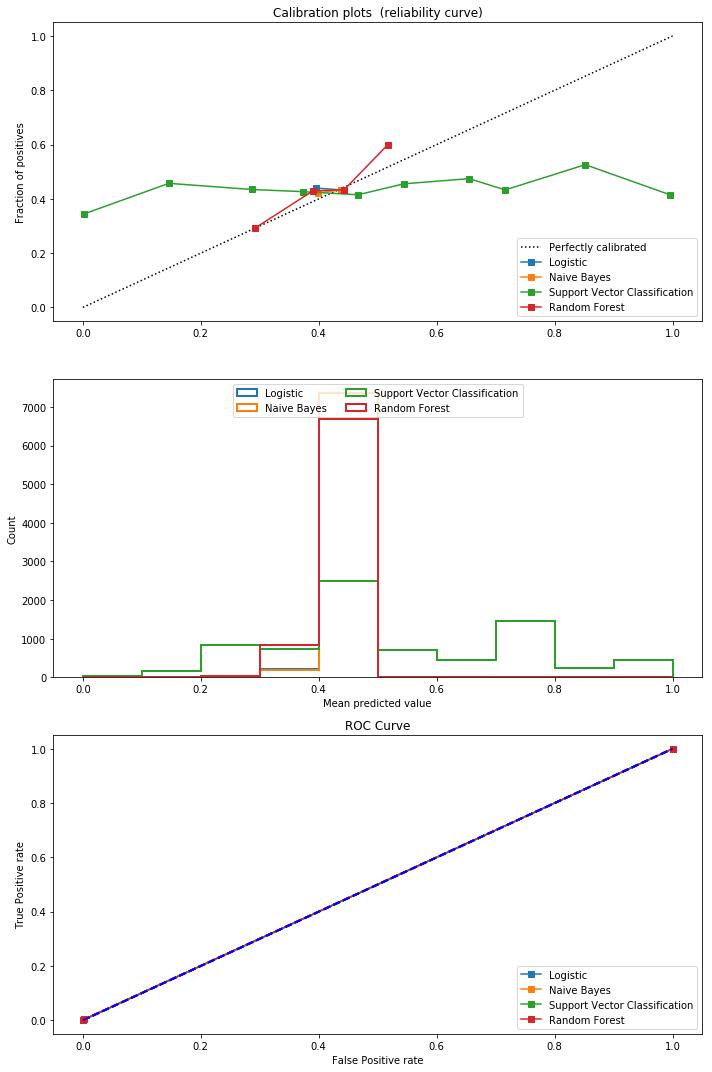 Calibration plots  (reliability curve)
1.0
0.8
0.6
0.4
0.2
0.0
Fraction of positives
Perfectly calibrated
Logistic
Naive Bayes
Support Vector Classification
Random Forest
0.0 0.2 0.4 0.6 0.8 1.0
Logistic Support Vector Classification
Naive Bayes Random Forest
7000
6000
5000
4000
3000
2000
1000
0
Count
0.0 0.2 0.4 0.6 0.8 1.0
Mean predicted value
ROC Curve
1.0
0.8
0.6
0.4
0.2
0.0
True Positive rate
Logistic
Naive Bayes
Support Vector Classification
Random Forest
0.0 0.2 0.4 0.6 0.8 1.0
False Positive rate